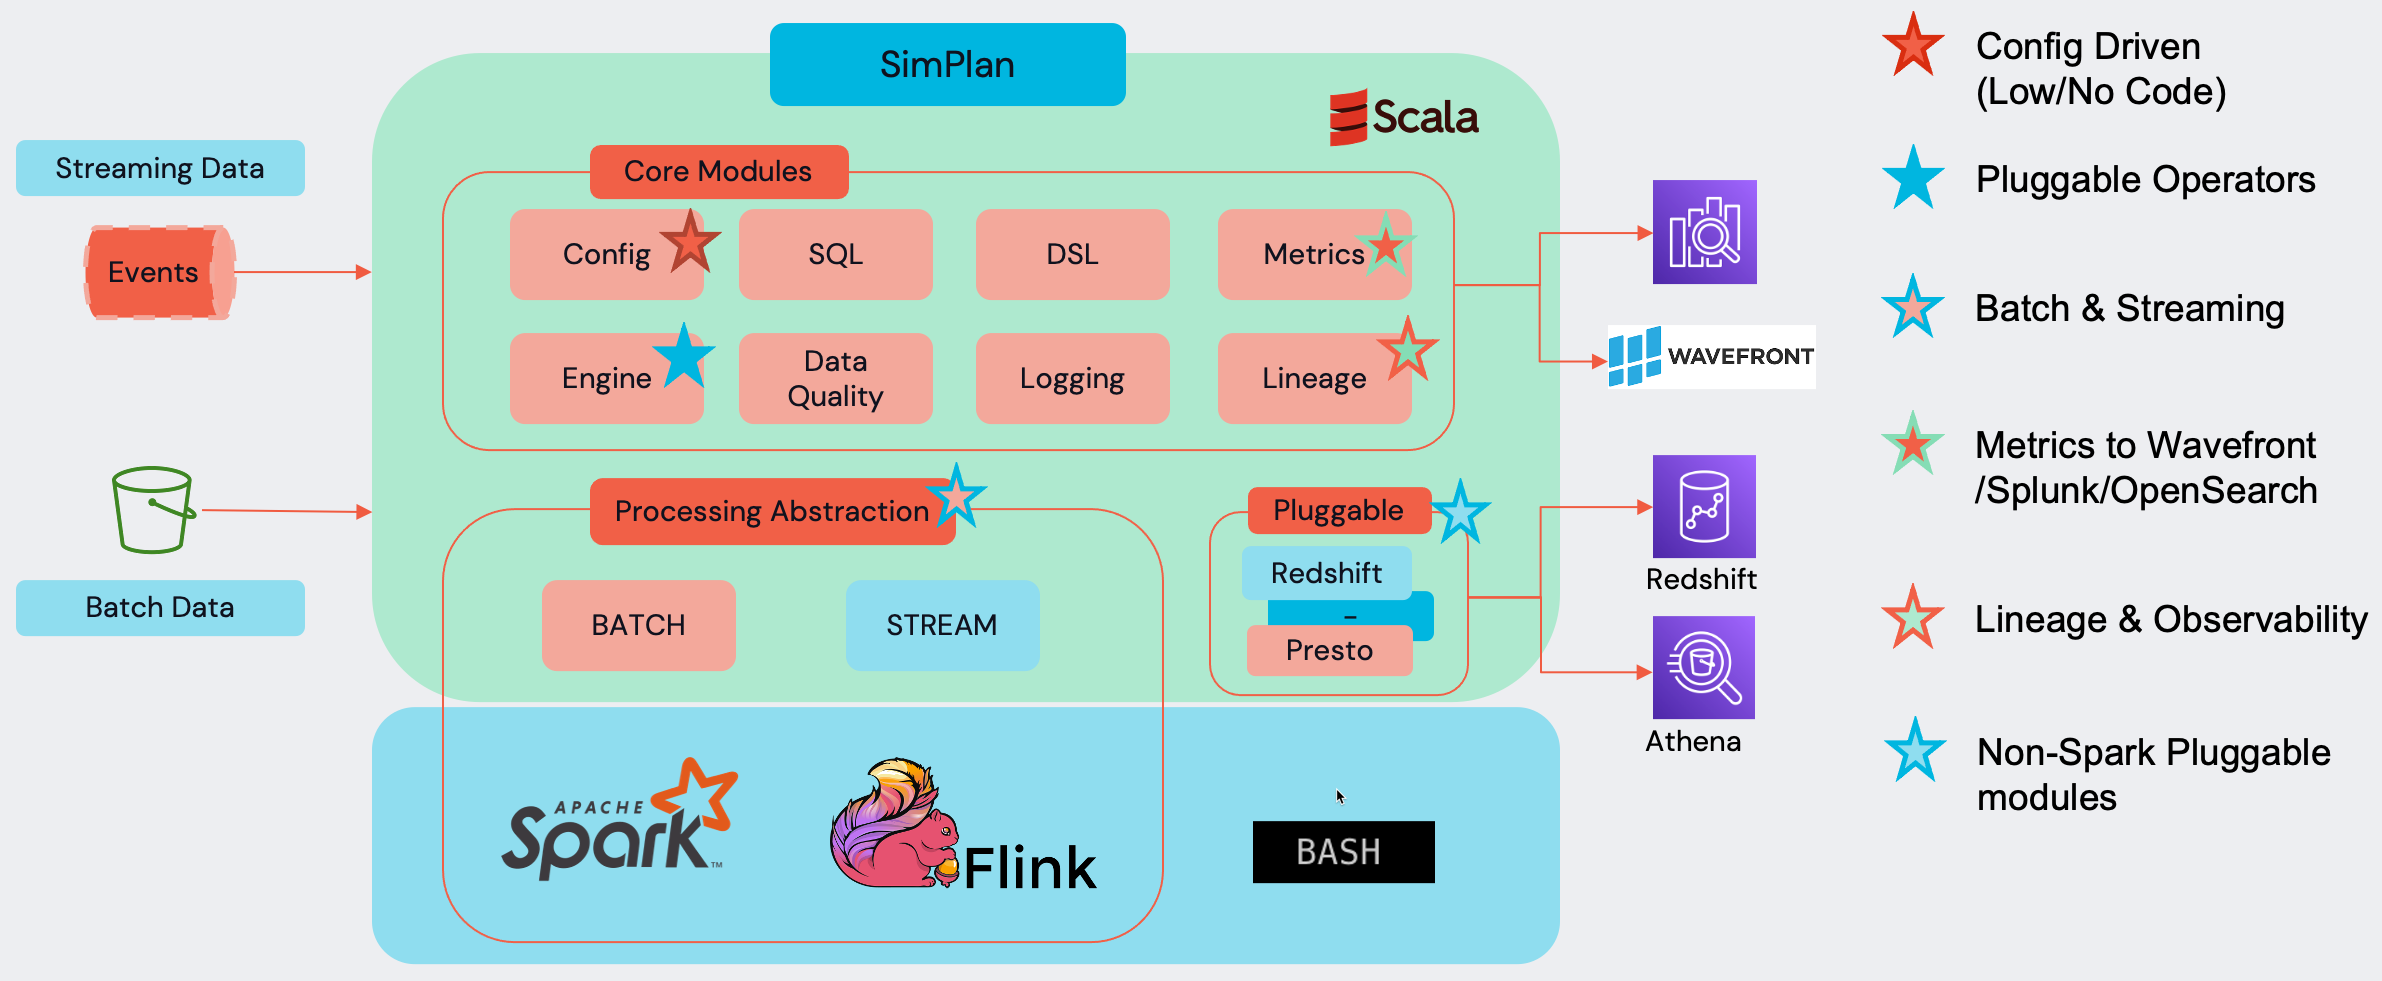 SimPlan
Scala
Streaming Data
Events
Batch Data
Core Modules
Config
SQL
DSL
Metrics
Engine
Data
Quality
Logging
Lineage
Processing Abstraction
BATCH
STREAM
Pluggable
Redshift
-
Presto
APACHE
Spark™
Flink
BASH
WAVEFRONT
Redshift
Athena
Config Driven
(Low/No Code)
Pluggable Operators
Batch & Streaming
Metrics to Wavefront
/Splunk/OpenSearch
Lineage & Observability
Non-Spark Pluggable
modules